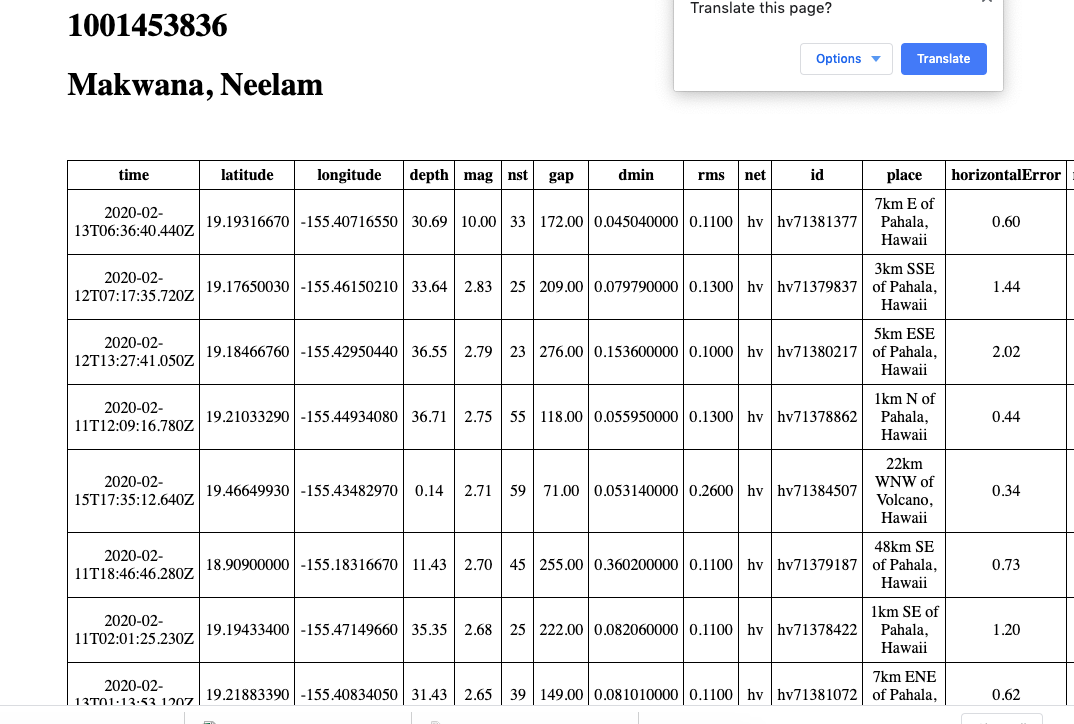 Translate this page?
Options
Translate
1001453836
Makwana, Neelam
time latitude longitude depth mag nst gap dmin rms net id place horizontalError
2020-02-13T06:36:40.440Z 19.19316670 -155.40716550 30.69 10.00 33 172.00 0.045040000 0.1100 hv hv71381377 7km E of Pahala, Hawaii 0.60
2020-02-12T07:17:35.720Z 19.17650030 -155.46150210 33.64 2.83 25 209.00 0.079790000 0.1300 hv hv71379837 3km SSE of Pahala, Hawaii 1.44
2020-02-12T13:27:41.050Z 19.18466760 -155.42950440 36.55 2.79 23 276.00 0.153600000 0.1000 hv hv71380217 5km ESE of Pahala, Hawaii 2.02
2020-02-11T12:09:16.780Z 19.21033290 -155.44934080 36.71 2.75 55 118.00 0.055950000 0.1300 hv hv71378862 1km N of Pahala, Hawaii 0.44
2020-02-15T17:35:12.640Z 19.46649930 -155.43482970 0.14 2.71 59 71.00 0.053140000 0.2600 hv hv71384507 22km WNW of Volcano, Hawaii 0.34
2020-02-11T18:46:46.280Z 18.90900000 -155.18316670 11.43 2.70 45 255.00 0.360200000 0.1100 hv hv71379187 48km SE of Pahala, Hawaii 0.73
2020-02-11T02:01:25.230Z 19.19433400 -155.47149660 35.35 2.68 25 222.00 0.082060000 0.1100 hv hv71378422 1km SE of Pahala, Hawaii 1.20
2020-02-13T01:13:53.120Z 19.21883390 -155.40834050 31.43 2.65 39 149.00 0.081010000 0.1100 hv hv71381072 7km ENE of Pahala, 0.62